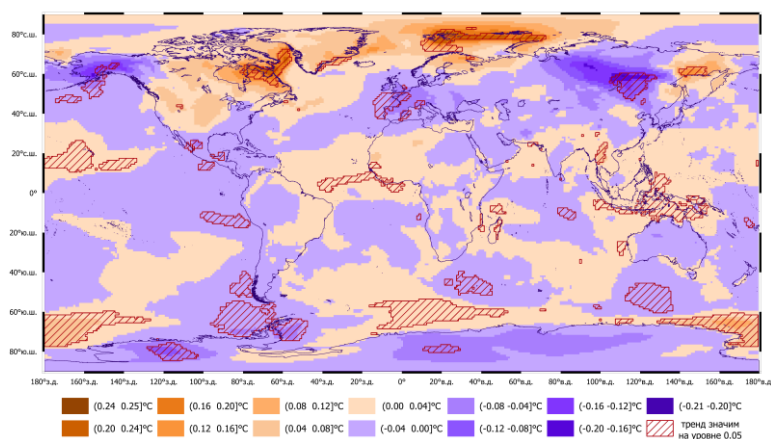 80°с.ш.
60°с.ш.
40°с.ш.
20°с.ш.
0°
20°ю.ш.
40°ю.ш.
60°ю.ш.
80°ю.ш.
180°з.д. 160°з.д. 140°з.д. 120°з.д. 100°з.д. 80°з.д. 60°з.д. 40°з.д. 20°з.д. 0° 20°в.д. 40°в.д. 60°в.д. 80°в.д. 100°в.д. 120°в.д. 140°в.д. 160°в.д. 180°в.д.
(0.24 0.25]°C (0.16 0.20]°C (0.08 0.12]°C (0.00 0.04]°C (-0.08 -0.04]°C (-0.16 -0.12]°C (-0.21 -0.20]°C
(0.20 0.24]°C (0.12 0.16]°C (0.04 0.08]°C (-0.04 0.00]°C (-0.12 -0.08]°C (-0.20 -0.16]°C тренд значим
на уровне 0.05